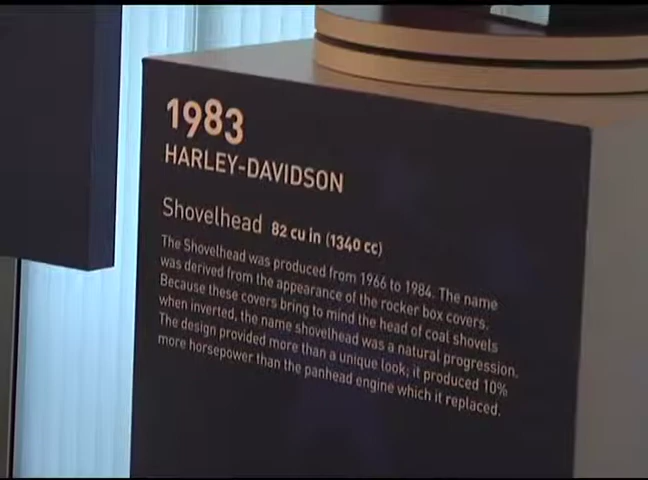 1983
HARLEY-DAVIDSON
Shovelhead 82 cu in (1340 cc)
The Shovelhead was produced from 1966 to 1984. The name
was derived from the appearance of the rocker box covers.
Because these covers bring to mind the head of coal shovels
when inverted, the name shovelhead was a natural progression.
The design provided more than a unique look; it produced 10%
more horsepower than the panhead engine which it replaced.